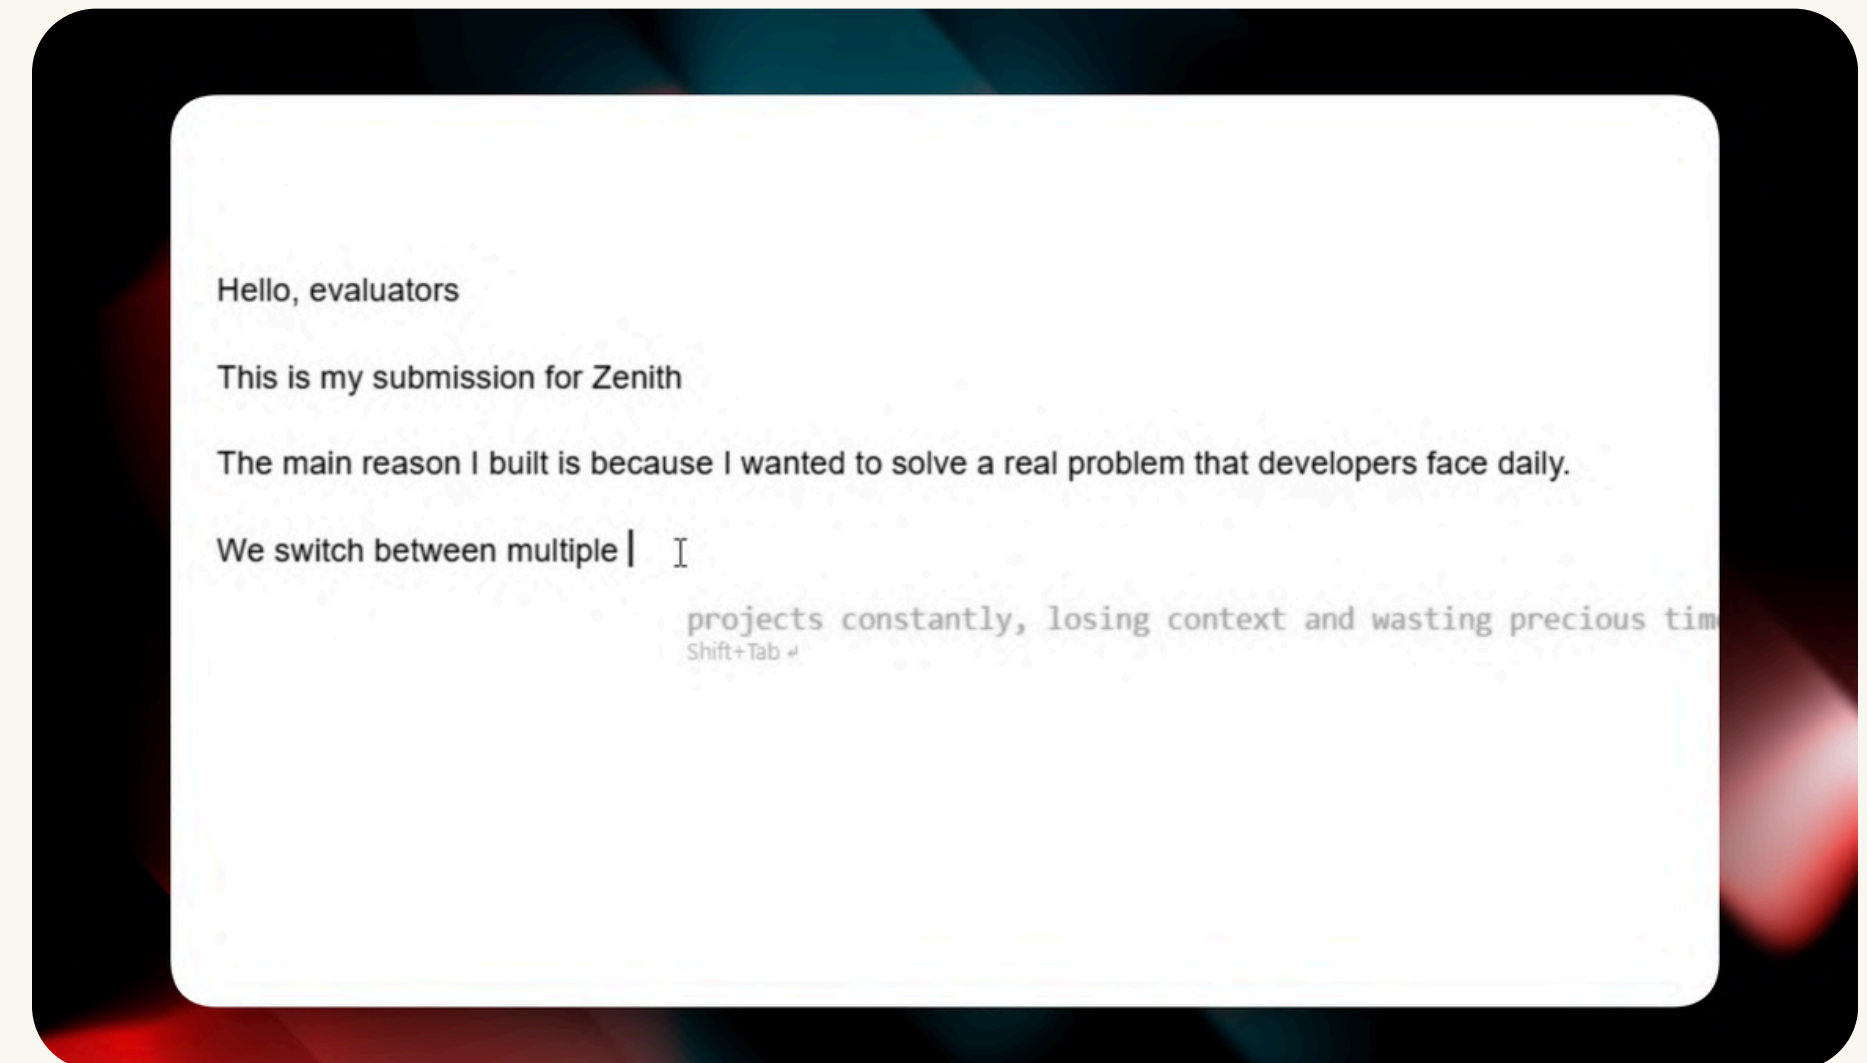 Hello, evaluators
This is my submission for Zenith
The main reason I built is because I wanted to solve a real problem that developers face daily.
We switch between multiple
projects constantly, losing context and wasting precious tim
Shift+Tab ↵